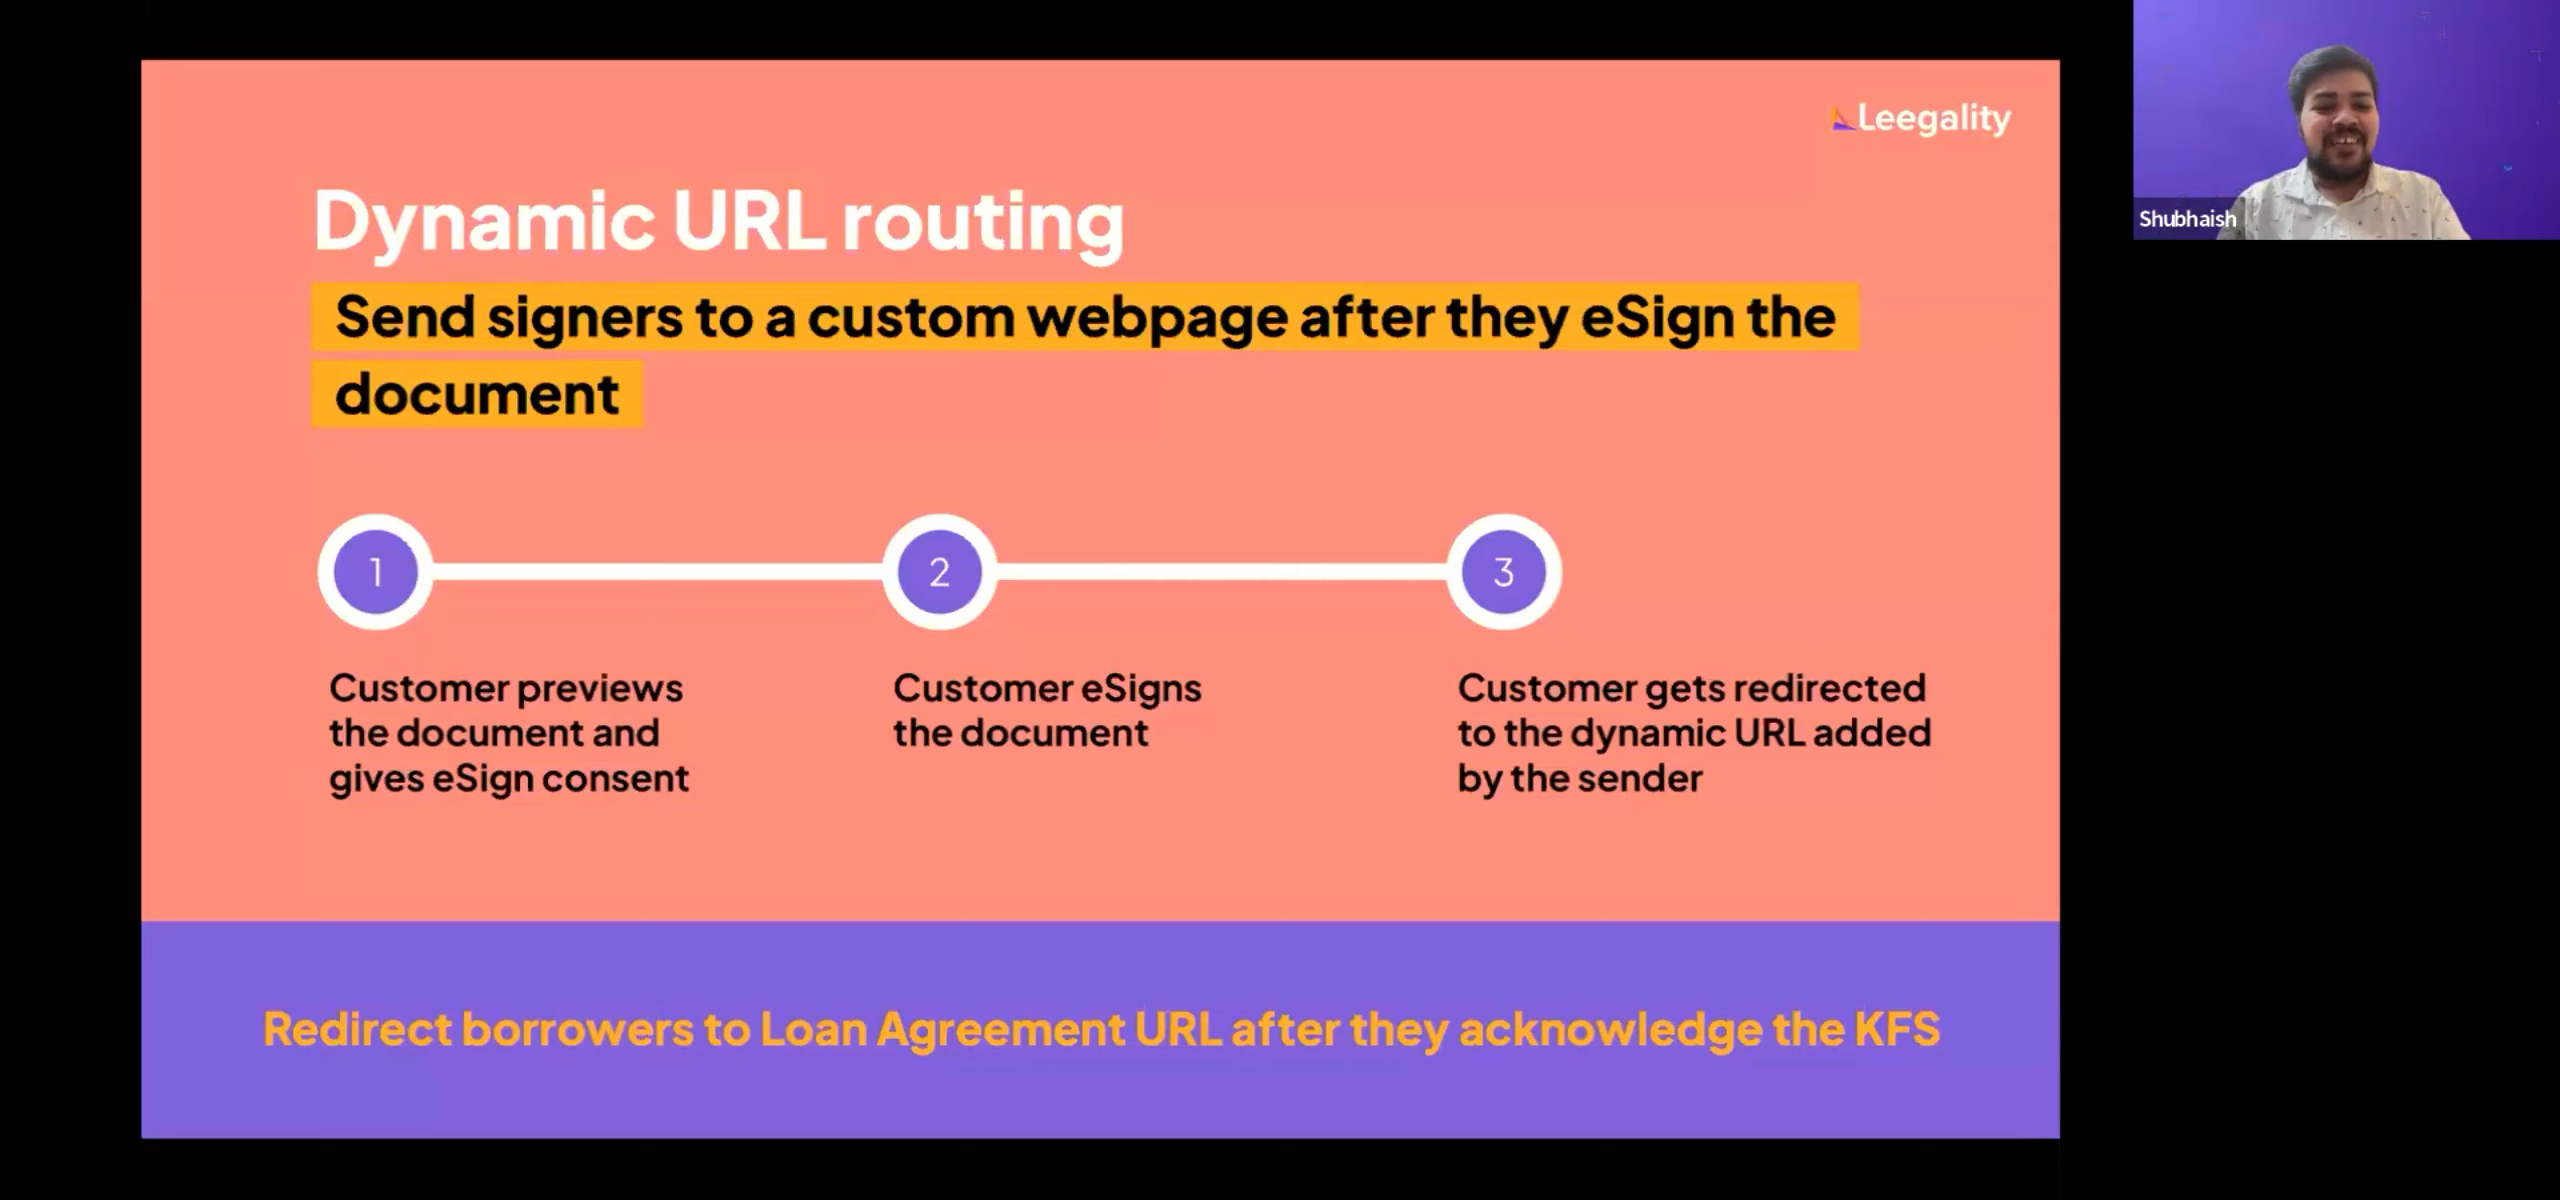 Leegality
Dynamic URL routing
Send signers to a custom webpage after they eSign the
document
1
2
3
Customer previews
the document and
gives eSign consent
Customer eSigns
the document
Customer gets redirected
to the dynamic URL added
by the sender
Redirect borrowers to Loan Agreement URL after they acknowledge the KFS
Shubhaish